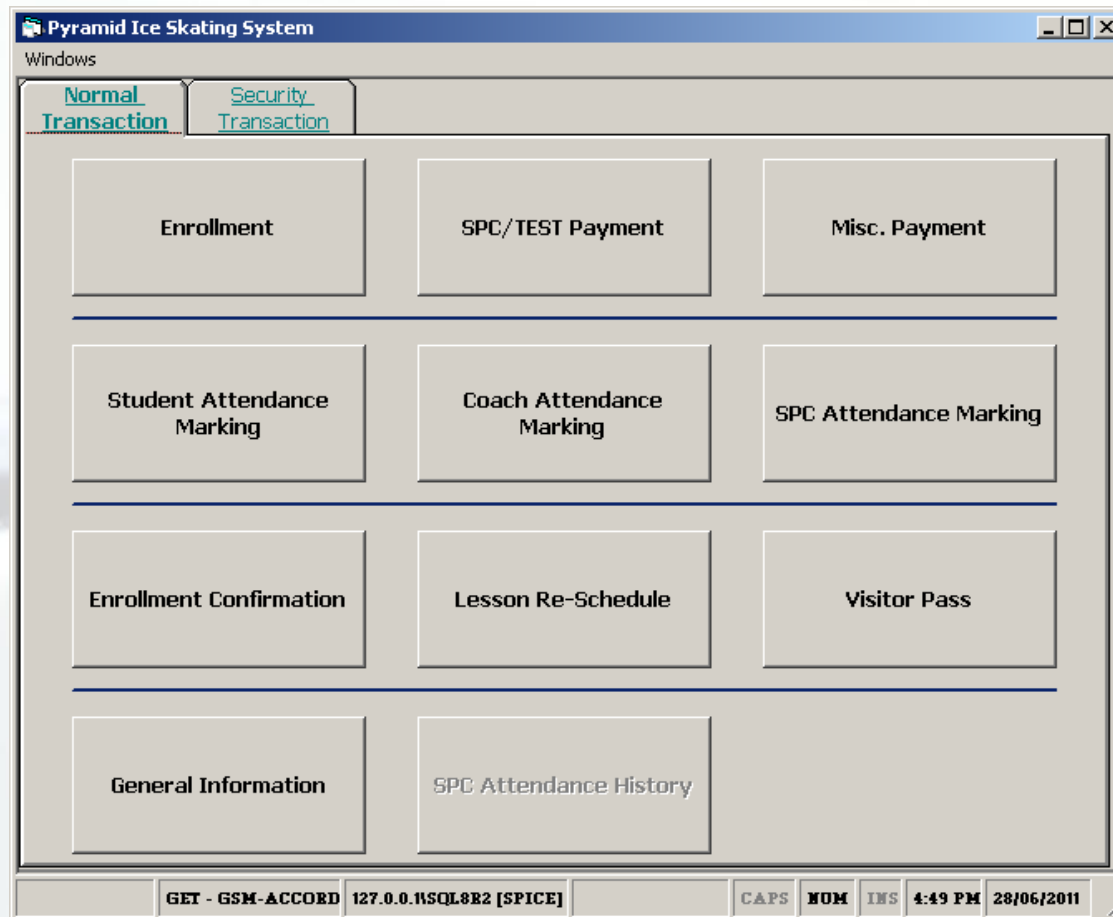 Pyramid Ice Skating System
Windows
Normal
Transaction
Security
Transaction
Enrollment
SPC/TEST Payment
Misc. Payment
Student Attendance
Marking
Coach Attendance
Marking
SPC Attendance Marking
Enrollment Confirmation
Lesson Re-Schedule
Visitor Pass
General Information
SPC Attendance History
GET - GSM-ACCORD 127.0.0.1\SQL8R2 [SPICE] CAPS NUM INS 4:49 PM 28/06/2011